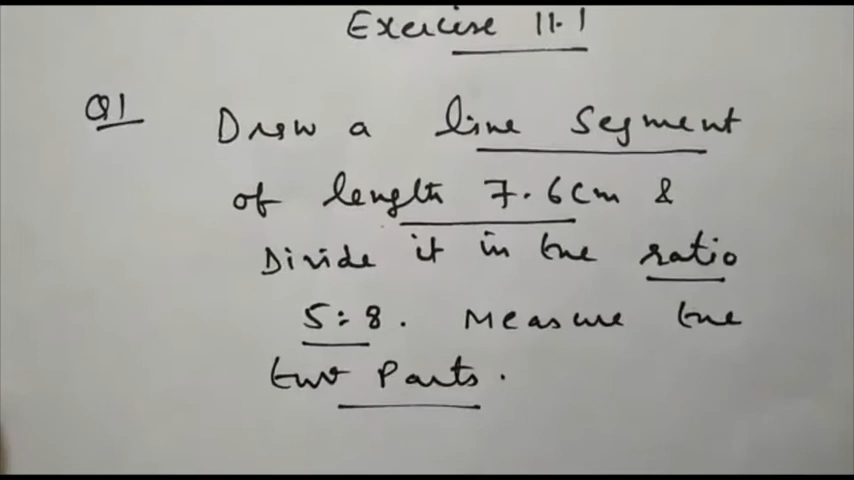 Exercise 11.1
Q1 Draw a line segment
of length 7.6cm &
Divide it in the ratio
5:8. Measure the
two Parts.